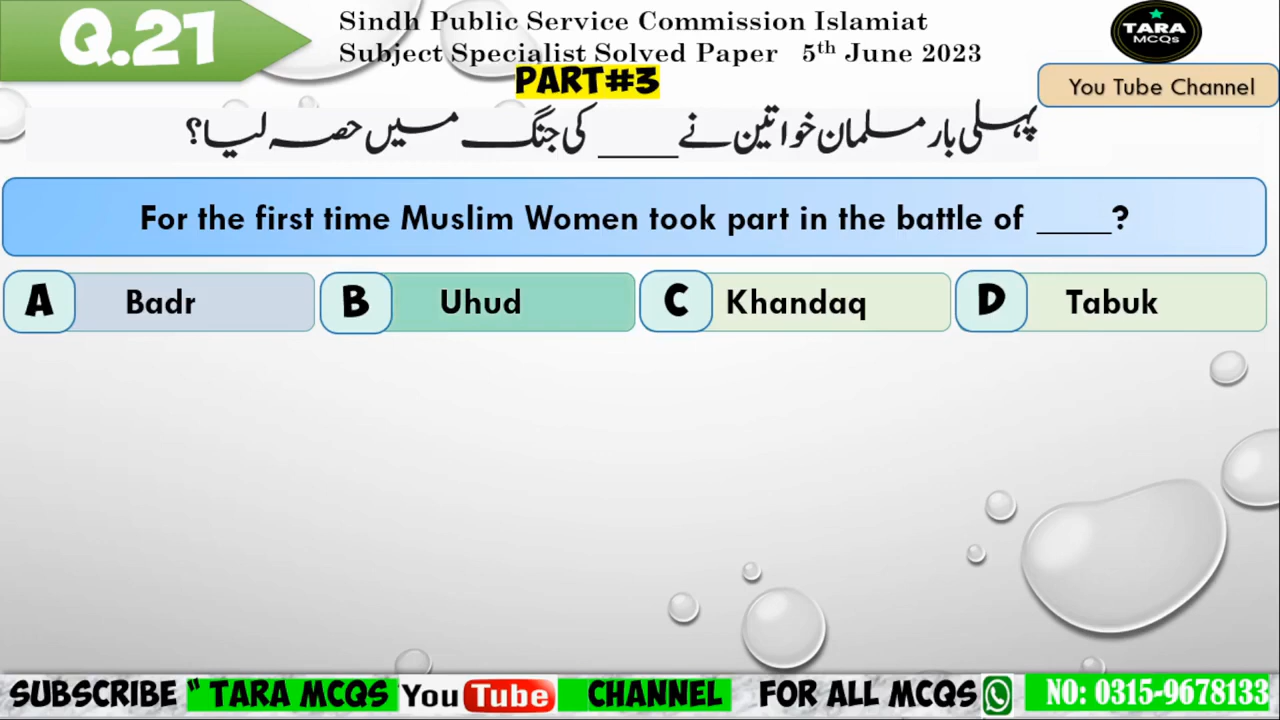 Q.21
Sindh Public Service Commission Islamiat
Subject Specialist Solved Paper 5th June 2023
PART#3
TARA
MCQs
You Tube Channel
پہلی بار مسلمان خواتین نے _____ کی جنگ میں حصہ لیا؟
For the first time Muslim Women took part in the battle of _____?
A Badr
B Uhud
C Khandaq
D Tabuk
SUBSCRIBE " TARA MCQS YouTube CHANNEL FOR ALL MCQS NO: 0315-9678133